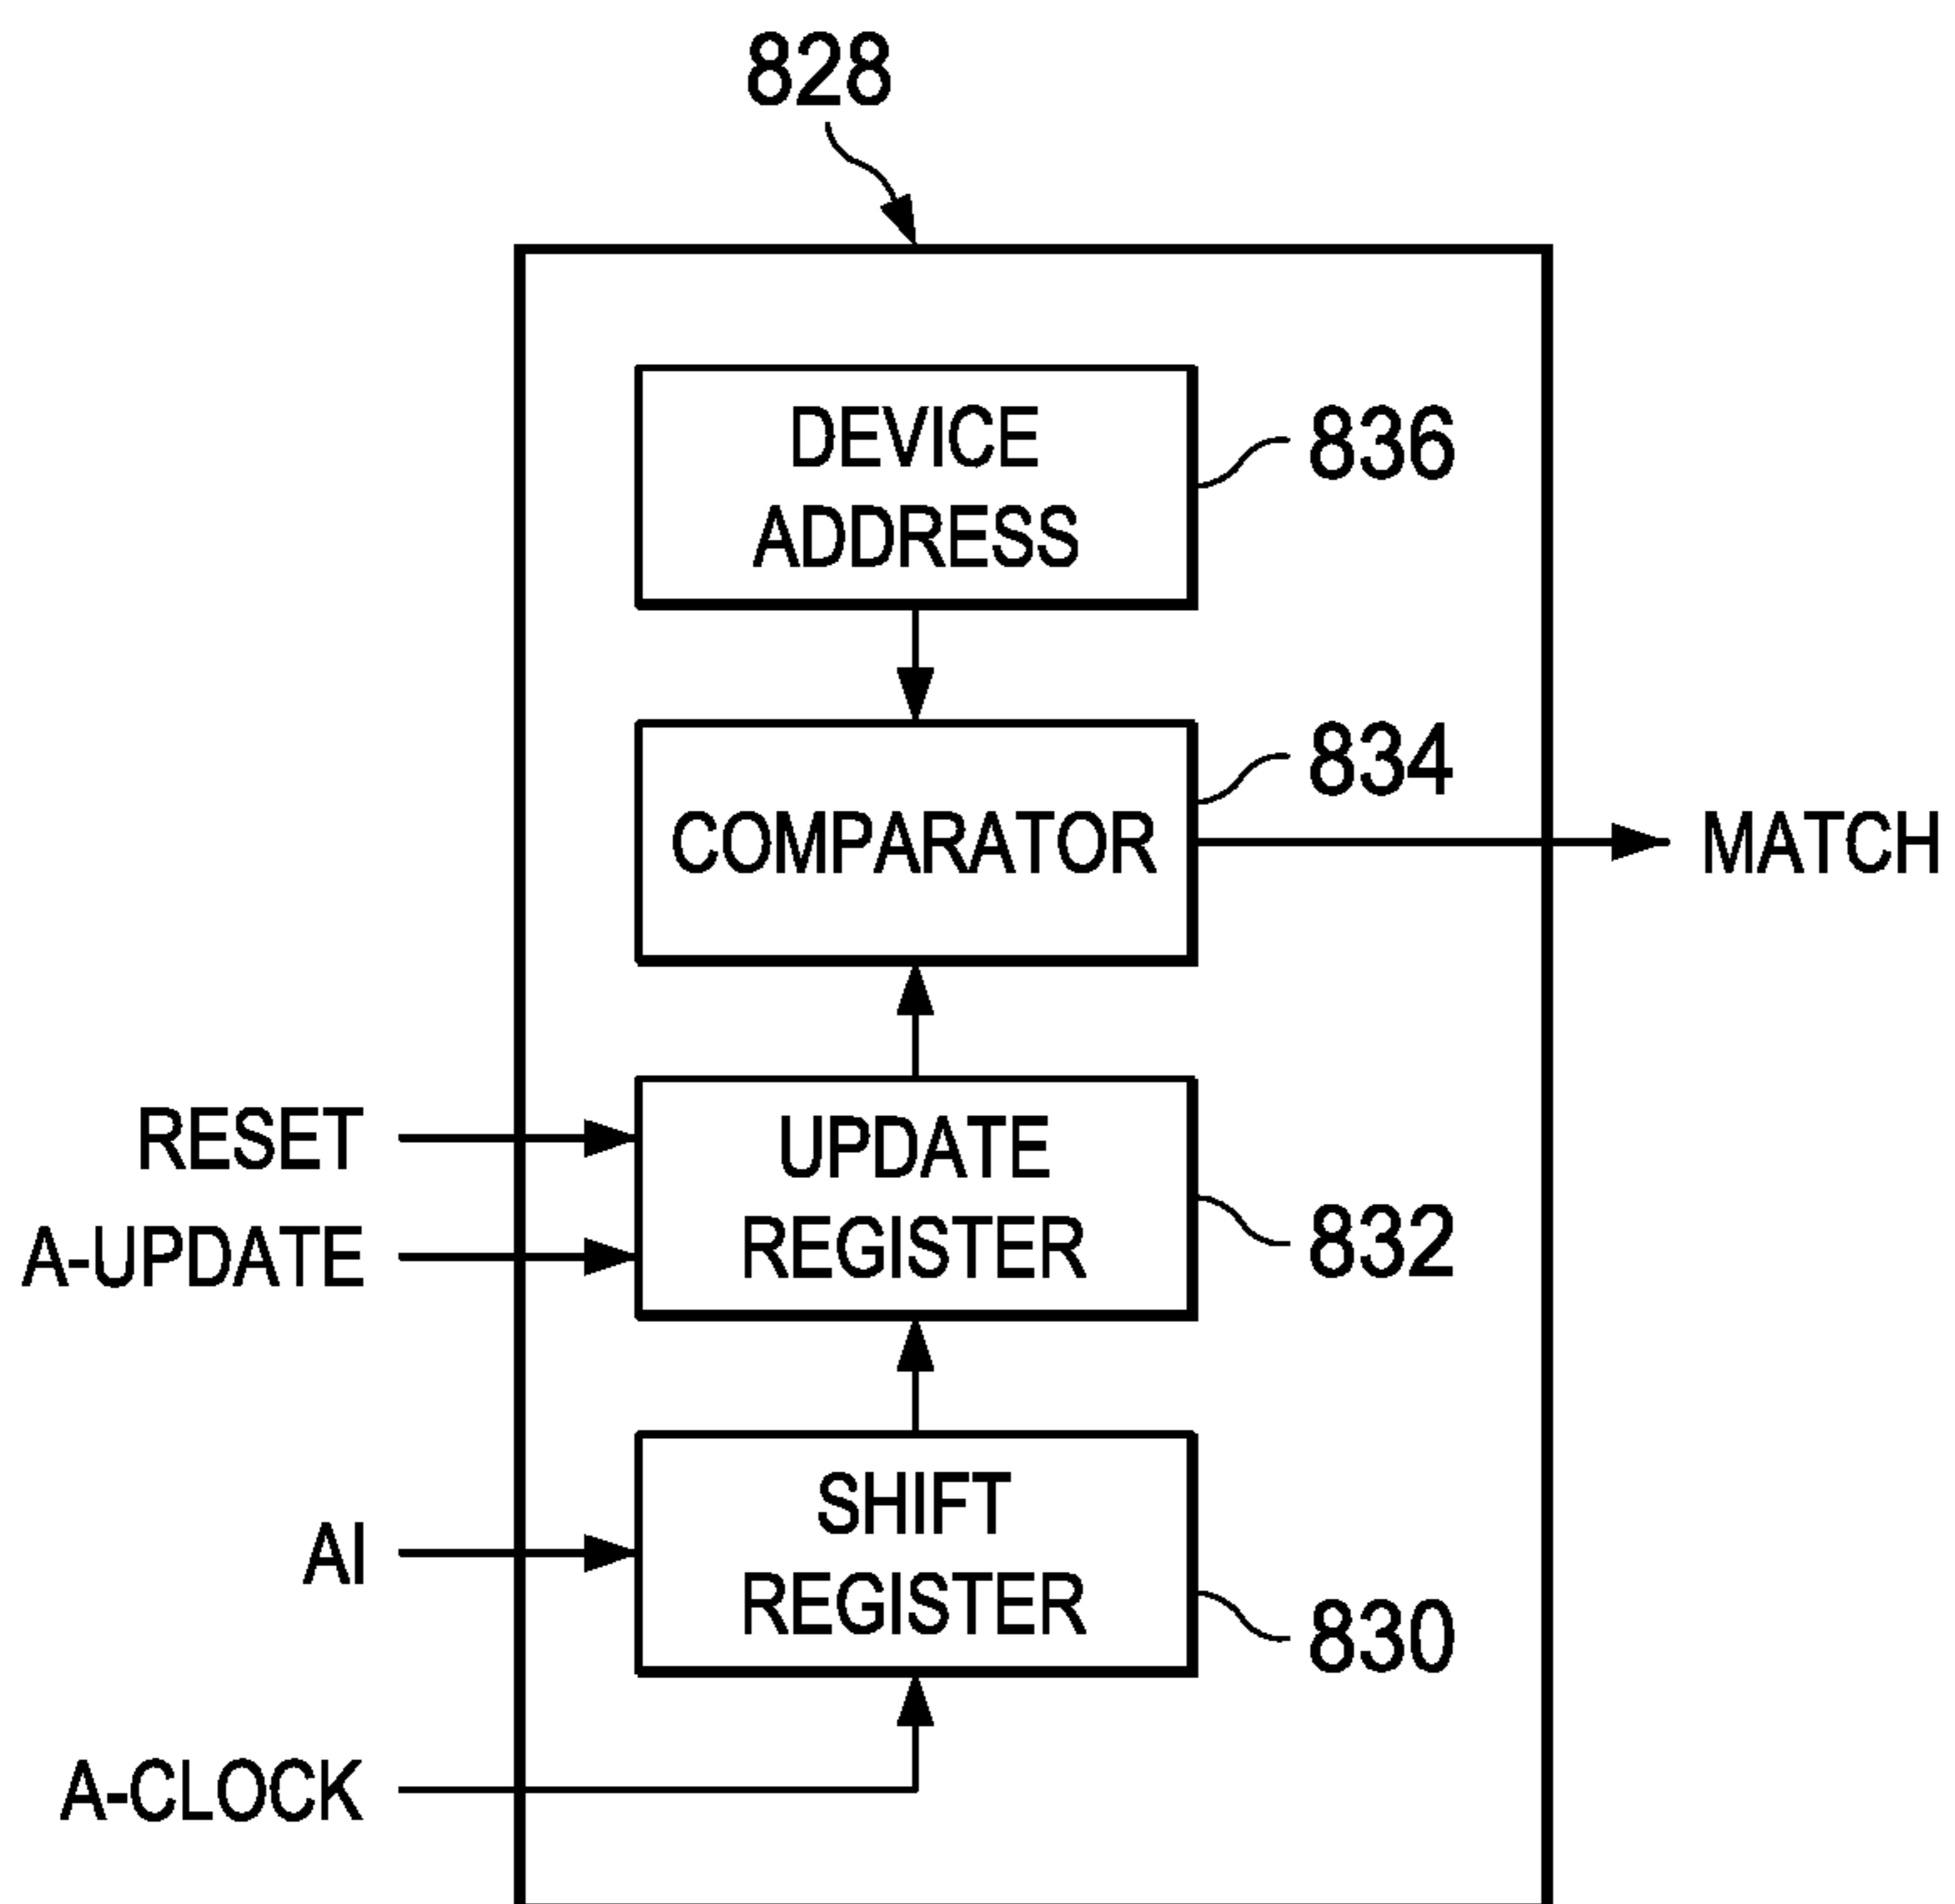 828
DEVICE
ADDRESS
836
COMPARATOR
834
MATCH
RESET
A-UPDATE
UPDATE
REGISTER
832
AI
SHIFT
REGISTER
830
A-CLOCK